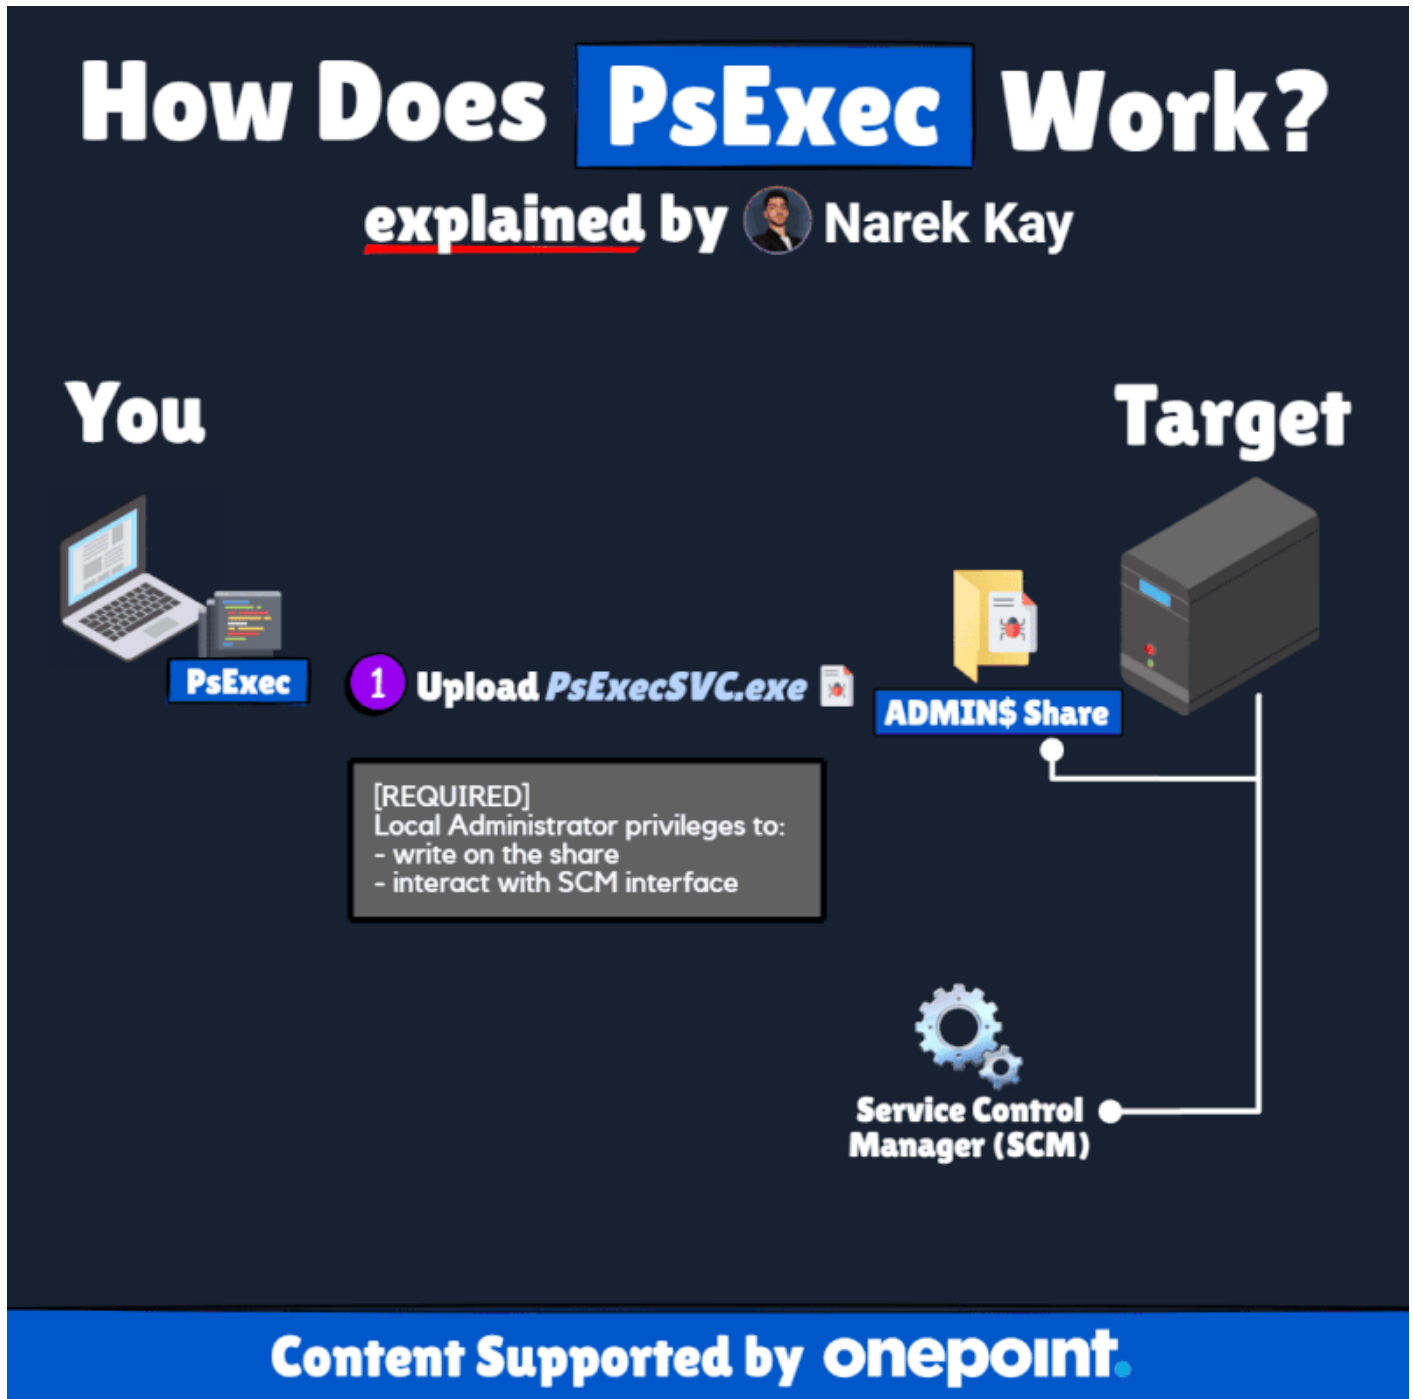 How Does PsExec Work?
explained by Narek Kay
You
Target
PsExec
1 Upload PsExecSVC.exe
ADMIN$ Share
[REQUIRED]
Local Administrator privileges to:
- write on the share
- interact with SCM interface
Service Control
Manager (SCM)
Content Supported by onepoint.